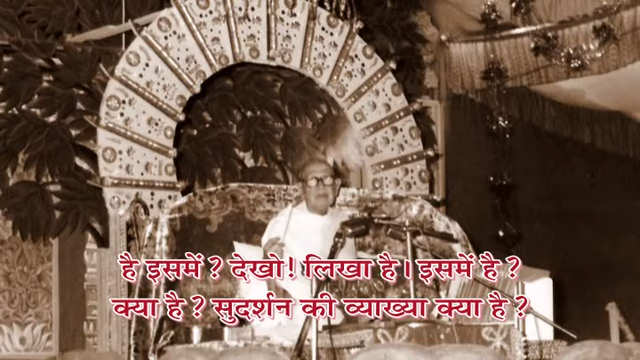 है इसमें ? देखो! लिखा है। इसमें है ?
क्या है ? सुदर्शन की व्याख्या क्या है ?